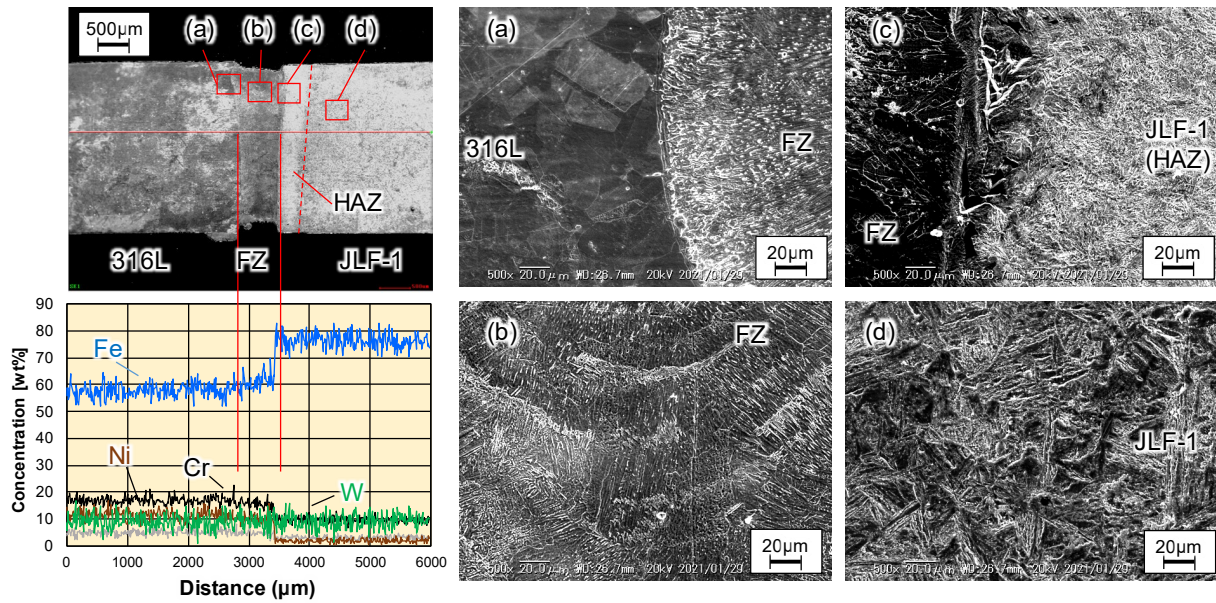 500μm
(a)
(b)
(c)
(d)
HAZ
316L
FZ
JLF-1
90
80
70
60
50
40
30
20
10
0
Fe
Ni
Cr
W
Concentration [wt%]
0 1000 2000 3000 4000 5000 6000
Distance (μm)
(a)
316L
FZ
20μm
500x 20.0μm WD:26.7mm 20kV 2021/01/29
(c)
JLF-1
(HAZ)
FZ
20μm
500x 20.0μm WD:26.7mm 20kV 2021/01/29
(b)
FZ
20μm
500x 20.0μm WD:26.7mm 20kV 2021/01/29
(d)
JLF-1
20μm
500x 20.0μm WD:26.7mm 20kV 2021/01/29